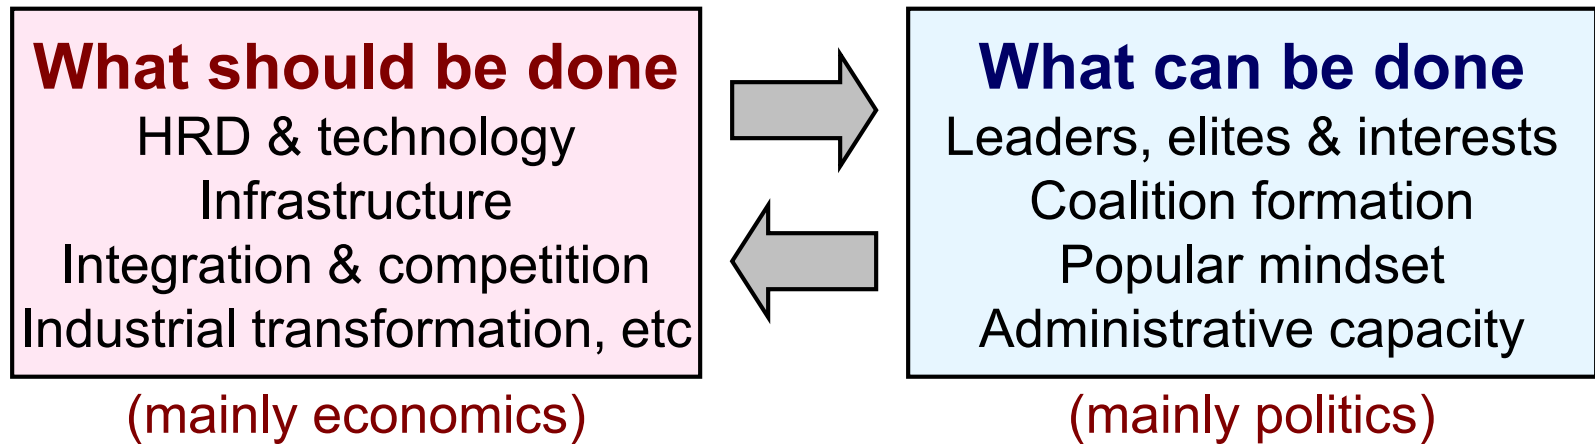 What should be done
HRD & technology
Infrastructure
Integration & competition
Industrial transformation, etc
(mainly economics)
What can be done
Leaders, elites & interests
Coalition formation
Popular mindset
Administrative capacity
(mainly politics)